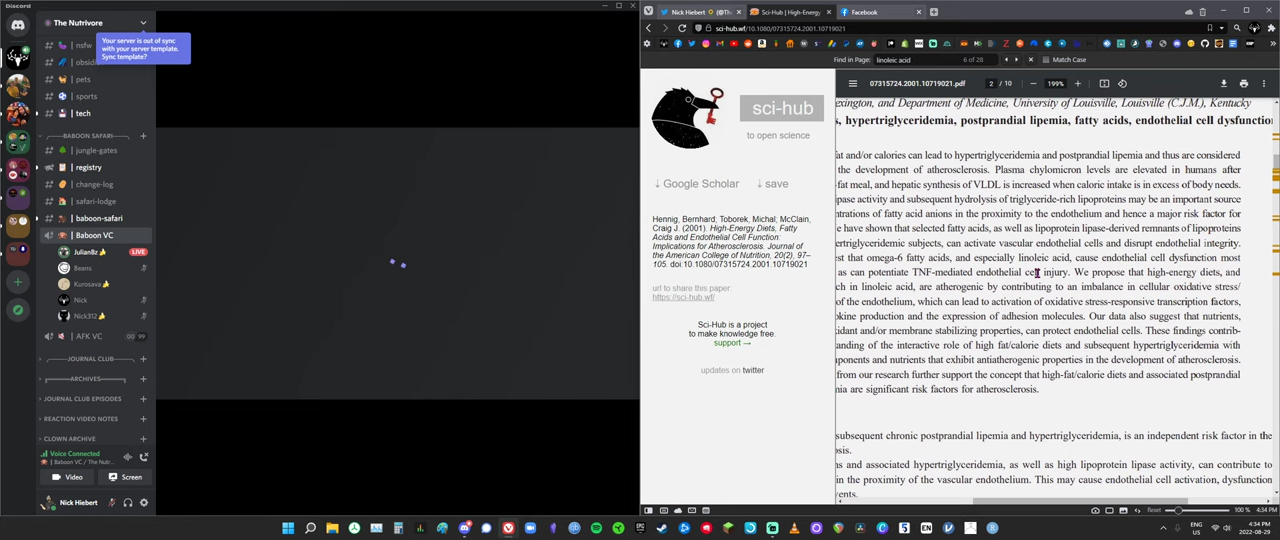 Discord
The Nutrivore
Your server is out of sync
with your server template.
Sync template?
nsfw
obsidi
pets
sports
tech
BABOON SAFARI
jungle-gates
registry
change-log
safari-lodge
baboon-safari
Baboon VC
Julian8z
LIVE
Beans
Kurosava
Nick
Nick312
AFK VC
00 99
JOURNAL CLUB
ARCHIVES
JOURNAL CLUB EPISODES
REACTION VIDEO NOTES
CLOWN ARCHIVE
Voice Connected
Baboon VC / The Nutr...
Video
Screen
Nick Hiebert
Nick Hiebert
Sci-Hub | High-Energy
Facebook
sci-hub.wf/10.1080/07315724.2001.10719021
Find in Page:
linoleic acid
6 of 28
Match Case
07315724.2001.10719021.pdf
2 / 10
199%
sci-hub
to open science
↓ Google Scholar
↓ save
Hennig, Bernhard; Toborek, Michal; McClain,
Craig J. (2001). High-Energy Diets, Fatty
Acids and Endothelial Cell Function:
Implications for Atherosclerosis. Journal of
the American College of Nutrition, 20(2), 97–
105. doi:10.1080/07315724.2001.10719021
url to share this paper:
https://sci-hub.wf/
Sci-Hub is a project
to make knowledge free.
support →
updates on twitter
exington, and Department of Medicine, University of Louisville, Louisville (C.J.M.), Kentucky
s, hypertriglyceridemia, postprandial lipemia, fatty acids, endothelial cell dysfunction
fat and/or calories can lead to hypertriglyceridemia and postprandial lipemia and thus are considered
the development of atherosclerosis. Plasma chylomicron levels are elevated in humans after
-fat meal, and hepatic synthesis of VLDL is increased when caloric intake is in excess of body needs.
ipase activity and subsequent hydrolysis of triglyceride-rich lipoproteins may be an important source
ntrations of fatty acid anions in the proximity to the endothelium and hence a major risk factor for
e have shown that selected fatty acids, as well as lipoprotein lipase-derived remnants of lipoproteins
ertriglyceridemic subjects, can activate vascular endothelial cells and disrupt endothelial integrity.
est that omega-6 fatty acids, and especially linoleic acid, cause endothelial cell dysfunction most
as can potentiate TNF-mediated endothelial cell injury. We propose that high-energy diets, and
ch in linoleic acid, are atherogenic by contributing to an imbalance in cellular oxidative stress/
of the endothelium, which can lead to activation of oxidative stress-responsive transcription factors,
okine production and the expression of adhesion molecules. Our data also suggest that nutrients,
oxidant and/or membrane stabilizing properties, can protect endothelial cells. These findings contrib-
anding of the interactive role of high fat/calorie diets and subsequent hypertriglyceridemia with
ponents and nutrients that exhibit antiatherogenic properties in the development of atherosclerosis.
from our research further support the concept that high-fat/calorie diets and associated postprandial
mia are significant risk factors for atherosclerosis.
subsequent chronic postprandial lipemia and hypertriglyceridemia, is an independent risk factor in the
osis.
ns and associated hypertriglyceridemia, as well as high lipoprotein lipase activity, can contribute to
in the proximity of the vascular endothelium. This may cause endothelial cell activation, dysfunction
vents.
Reset
100 %
4:34 PM
ENG
US
4:34 PM
2022-08-29